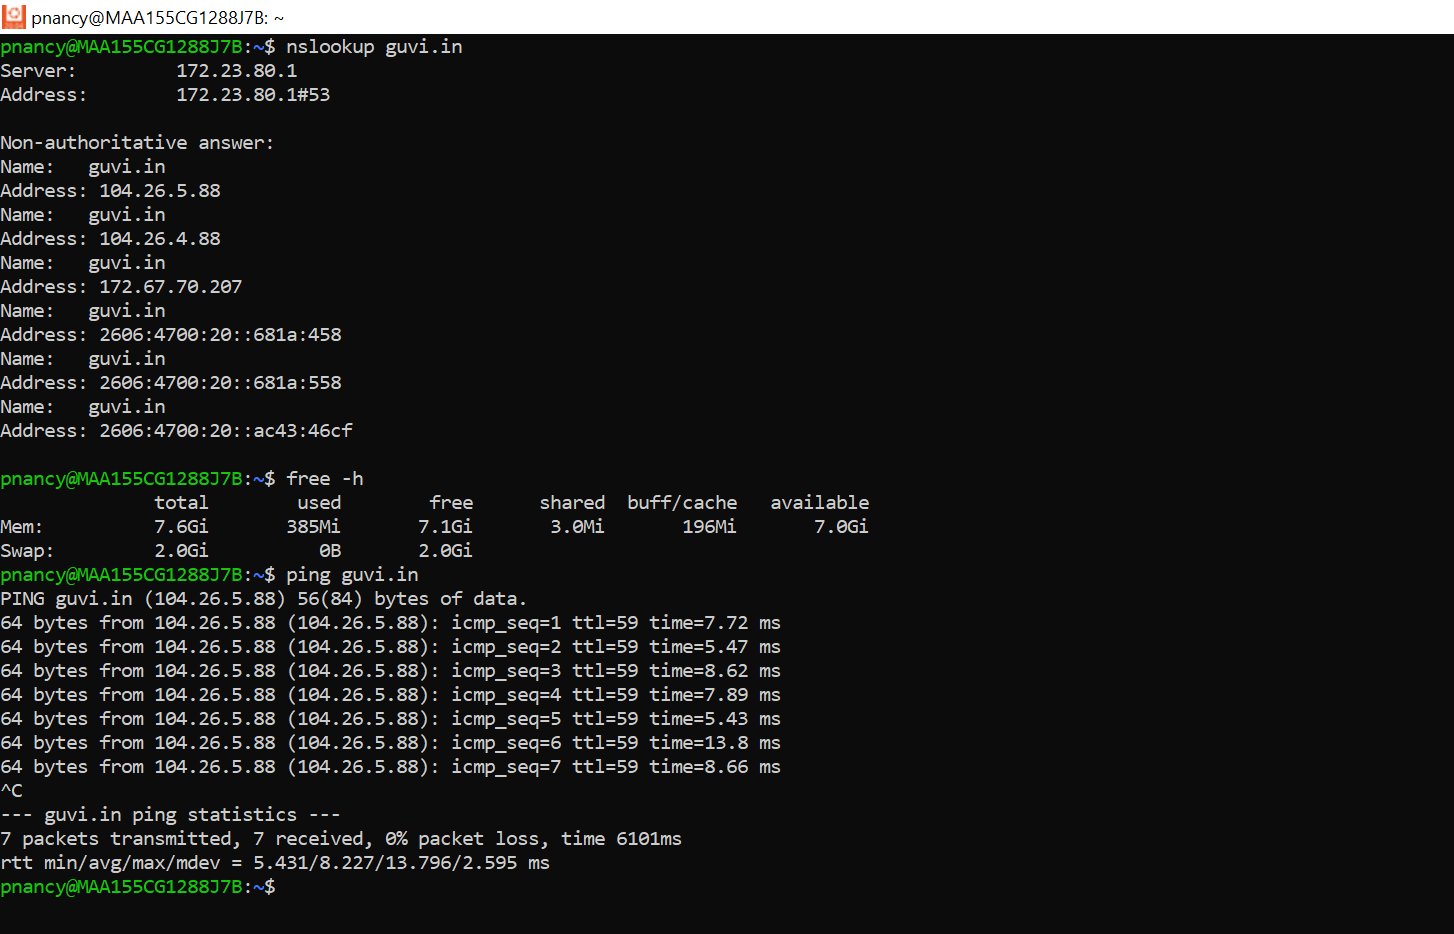 pnancy@MAA155CG1288J7B: ~
pnancy@MAA155CG1288J7B:~$ nslookup guvi.in
Server:         172.23.80.1
Address:        172.23.80.1#53

Non-authoritative answer:
Name:   guvi.in
Address: 104.26.5.88
Name:   guvi.in
Address: 104.26.4.88
Name:   guvi.in
Address: 172.67.70.207
Name:   guvi.in
Address: 2606:4700:20::681a:458
Name:   guvi.in
Address: 2606:4700:20::681a:558
Name:   guvi.in
Address: 2606:4700:20::ac43:46cf

pnancy@MAA155CG1288J7B:~$ free -h
              total        used        free      shared  buff/cache   available
Mem:          7.6Gi       385Mi       7.1Gi       3.0Mi       196Mi       7.0Gi
Swap:         2.0Gi          0B       2.0Gi
pnancy@MAA155CG1288J7B:~$ ping guvi.in
PING guvi.in (104.26.5.88) 56(84) bytes of data.
64 bytes from 104.26.5.88 (104.26.5.88): icmp_seq=1 ttl=59 time=7.72 ms
64 bytes from 104.26.5.88 (104.26.5.88): icmp_seq=2 ttl=59 time=5.47 ms
64 bytes from 104.26.5.88 (104.26.5.88): icmp_seq=3 ttl=59 time=8.62 ms
64 bytes from 104.26.5.88 (104.26.5.88): icmp_seq=4 ttl=59 time=7.89 ms
64 bytes from 104.26.5.88 (104.26.5.88): icmp_seq=5 ttl=59 time=5.43 ms
64 bytes from 104.26.5.88 (104.26.5.88): icmp_seq=6 ttl=59 time=13.8 ms
64 bytes from 104.26.5.88 (104.26.5.88): icmp_seq=7 ttl=59 time=8.66 ms
^C
--- guvi.in ping statistics ---
7 packets transmitted, 7 received, 0% packet loss, time 6101ms
rtt min/avg/max/mdev = 5.431/8.227/13.796/2.595 ms
pnancy@MAA155CG1288J7B:~$